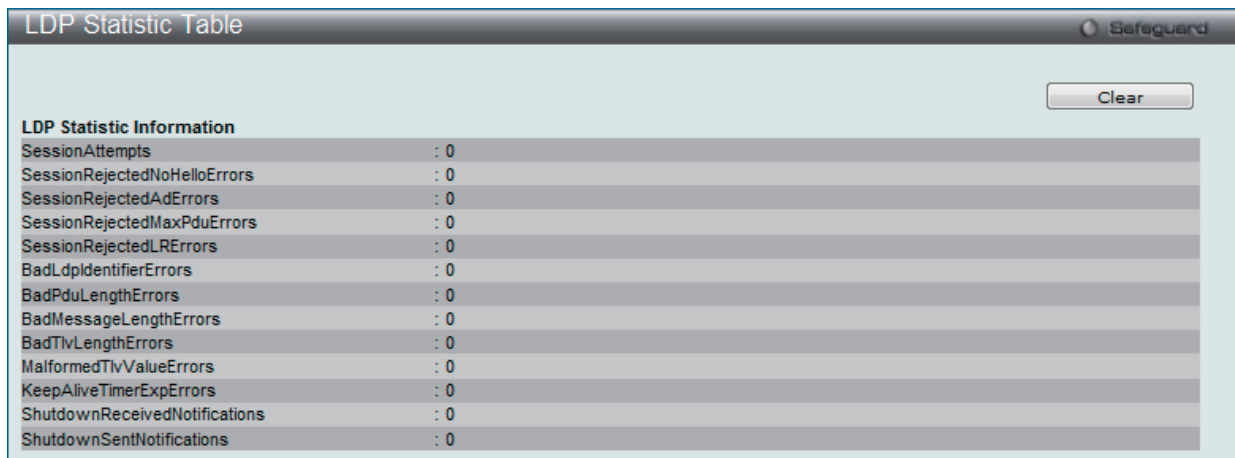 LDP Statistic Table
Safeguard
Clear
LDP Statistic Information
SessionAttempts : 0
SessionRejectedNoHelloErrors : 0
SessionRejectedAdErrors : 0
SessionRejectedMaxPduErrors : 0
SessionRejectedLRErrors : 0
BadLdpIdentifierErrors : 0
BadPduLengthErrors : 0
BadMessageLengthErrors : 0
BadTlvLengthErrors : 0
MalformedTlvValueErrors : 0
KeepAliveTimerExpErrors : 0
ShutdownReceivedNotifications : 0
ShutdownSentNotifications : 0